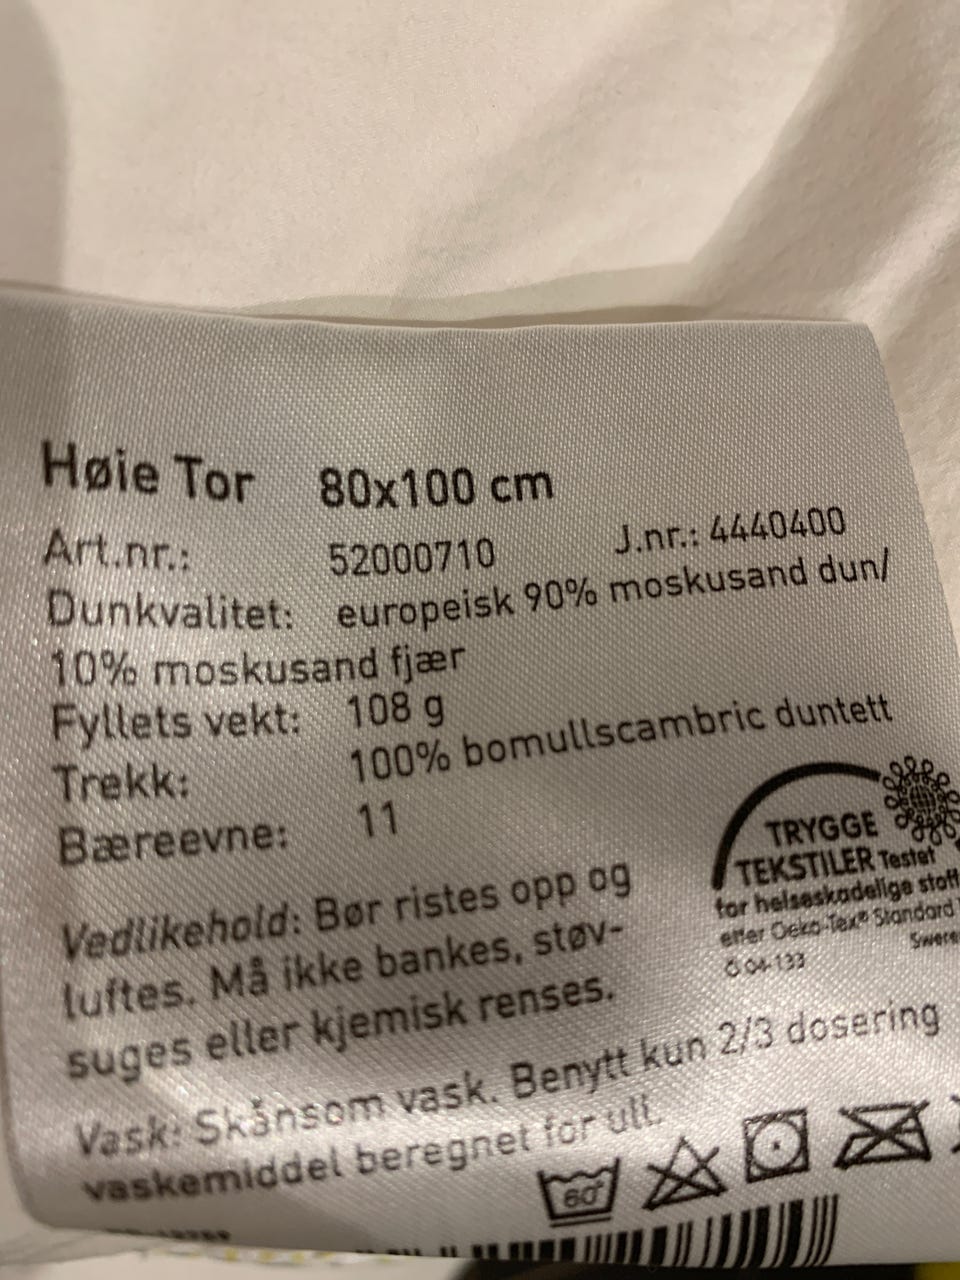 Høie Tor 80x100 cm
Art.nr.: 52000710 J.nr.: 4440400
Dunkvalitet: europeisk 90% moskusand dun/
10% moskusand fjær
Fyllets vekt: 108 g
Trekk: 100% bomullscambric duntett
Bæreevne: 11
Vedlikehold: Bør ristes opp og
luftes. Må ikke bankes, støv-
suges eller kjemisk renses.
TRYGGE
TEKSTILER Testet
for helseskadelige stoff
etter Oeko-Tex® Standard
04-133
Vask: Skånsom vask. Benytt kun 2/3 dosering
vaskemiddel beregnet for ull.
60°